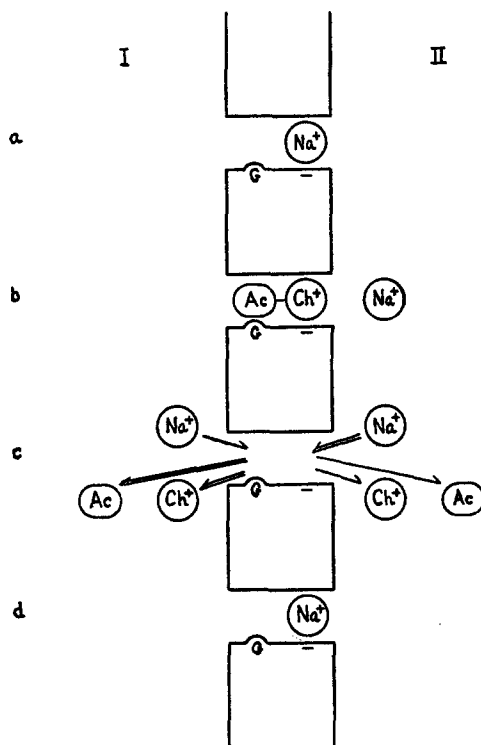 I II
a
Na+
G −
b
Ac Ch+ Na+
G −
Na+ Na+
c
Ac Ch+ Ch+ Ac
G −
d
Na+
G −